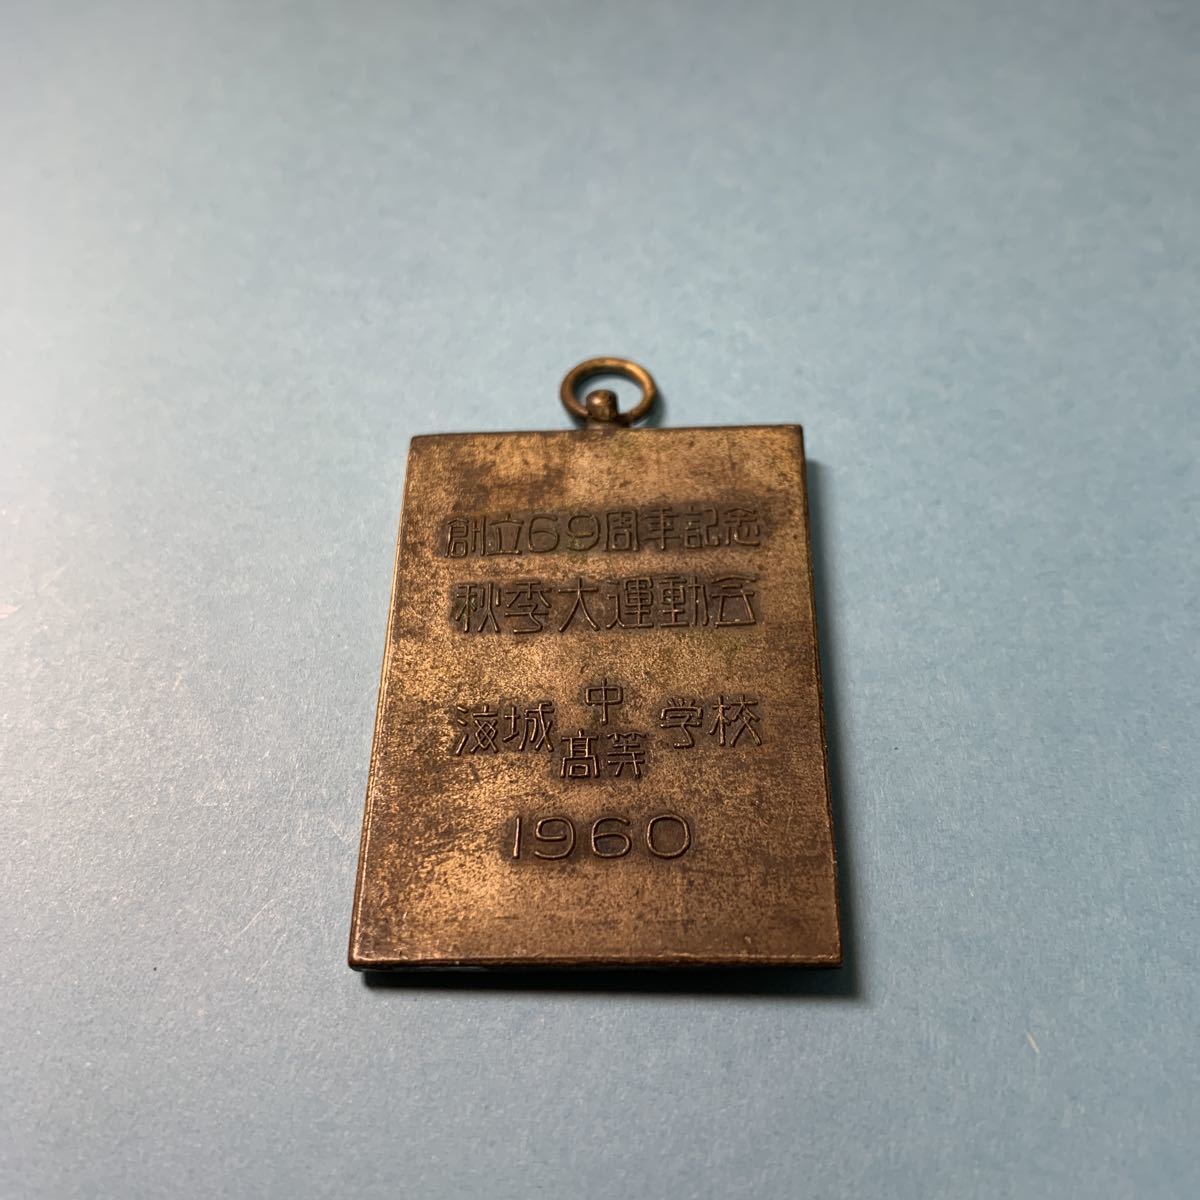 創立69周年記念
秋季大運動会
海城中高等学校
1960